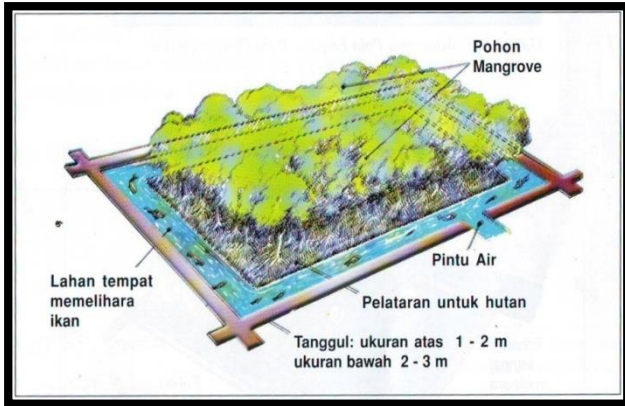 Pohon
Mangrove
Pintu Air
Lahan tempat
memelihara
ikan
Pelataran untuk hutan
Tanggul: ukuran atas 1 - 2 m
ukuran bawah 2 - 3 m